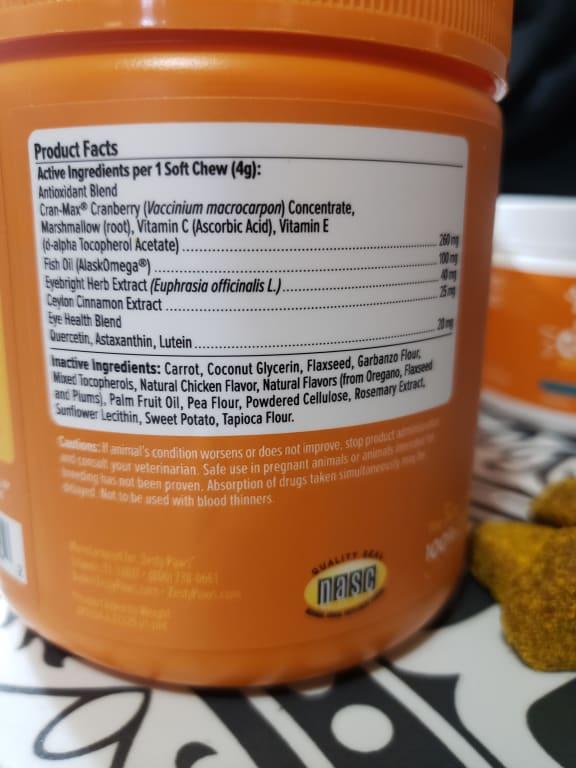 Product Facts
Active Ingredients per 1 Soft Chew (4g):
Antioxidant Blend
Cran-Max® Cranberry (Vaccinium macrocarpon) Concentrate,
Marshmallow (root), Vitamin C (Ascorbic Acid), Vitamin E
(d-alpha Tocopherol Acetate) 260 mg
Fish Oil (AlaskOmega®) 100 mg
Eyebright Herb Extract (Euphrasia officinalis L.) 40 mg
Ceylon Cinnamon Extract 25 mg
Eye Health Blend
Quercetin, Astaxanthin, Lutein 20 mg
Inactive Ingredients: Carrot, Coconut Glycerin, Flaxseed, Garbanzo Flour,
Mixed Tocopherols, Natural Chicken Flavor, Natural Flavors (from Oregano, Flaxseed
and Plums), Palm Fruit Oil, Pea Flour, Powdered Cellulose, Rosemary Extract,
Sunflower Lecithin, Sweet Potato, Tapioca Flour.
Cautions: If animal's condition worsens or does not improve, stop product administration
and consult your veterinarian. Safe use in pregnant animals or animals intended for
breeding has not been proven. Absorption of drugs taken simultaneously may be
delayed. Not to be used with blood thinners.
Zesty Paws
ZestyPaws.com
QUALITY SEAL
nasc
2